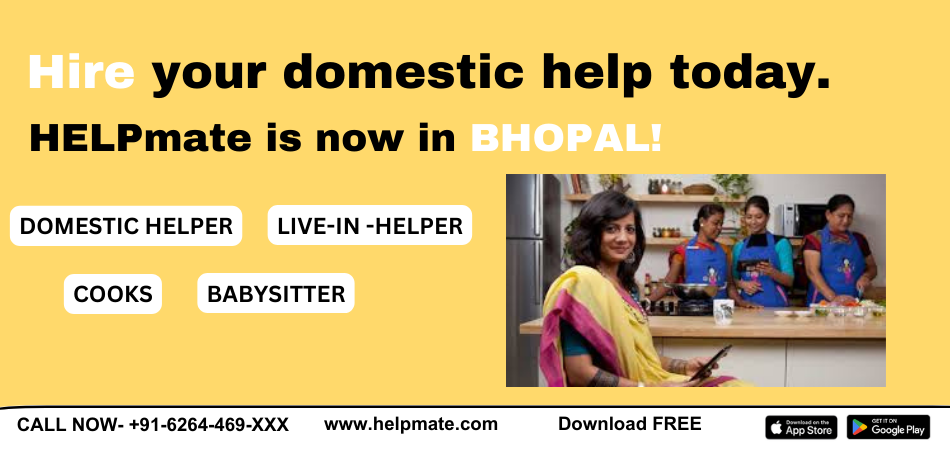 Hire your domestic help today.
HELPmate is now in BHOPAL!
DOMESTIC HELPER LIVE-IN -HELPER
COOKS BABYSITTER
CALL NOW- +91-6264-469-XXX www.helpmate.com Download FREE
Download on the
App Store
GET IT ON
Google Play